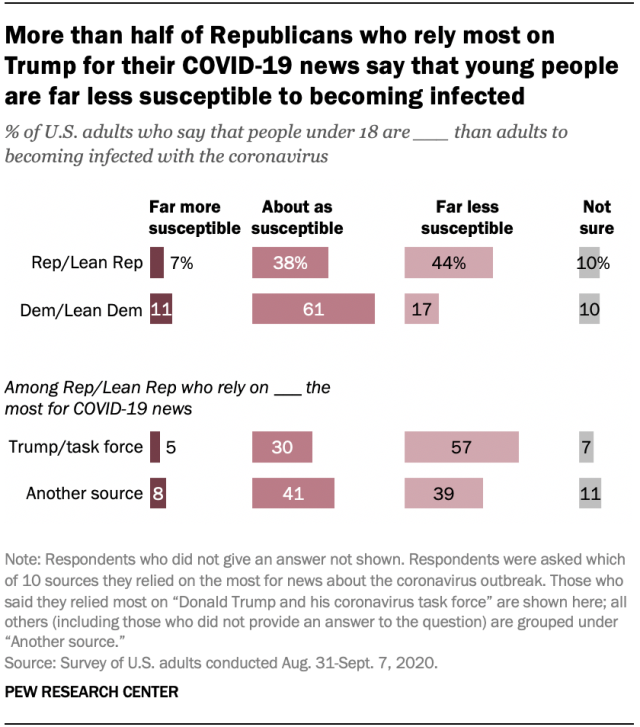 More than half of Republicans who rely most on
Trump for their COVID-19 news say that young people
are far less susceptible to becoming infected
% of U.S. adults who say that people under 18 are ___ than adults to
becoming infected with the coronavirus
Far more susceptible About as susceptible Far less susceptible Not sure
Rep/Lean Rep 7% 38% 44% 10%
Dem/Lean Dem 11 61 17 10
Among Rep/Lean Rep who rely on ___ the
most for COVID-19 news
Trump/task force 5 30 57 7
Another source 8 41 39 11
Note: Respondents who did not give an answer not shown. Respondents were asked which
of 10 sources they relied on the most for news about the coronavirus outbreak. Those who
said they relied most on “Donald Trump and his coronavirus task force” are shown here; all
others (including those who did not provide an answer to the question) are grouped under
“Another source.”
Source: Survey of U.S. adults conducted Aug. 31-Sept. 7, 2020.
PEW RESEARCH CENTER